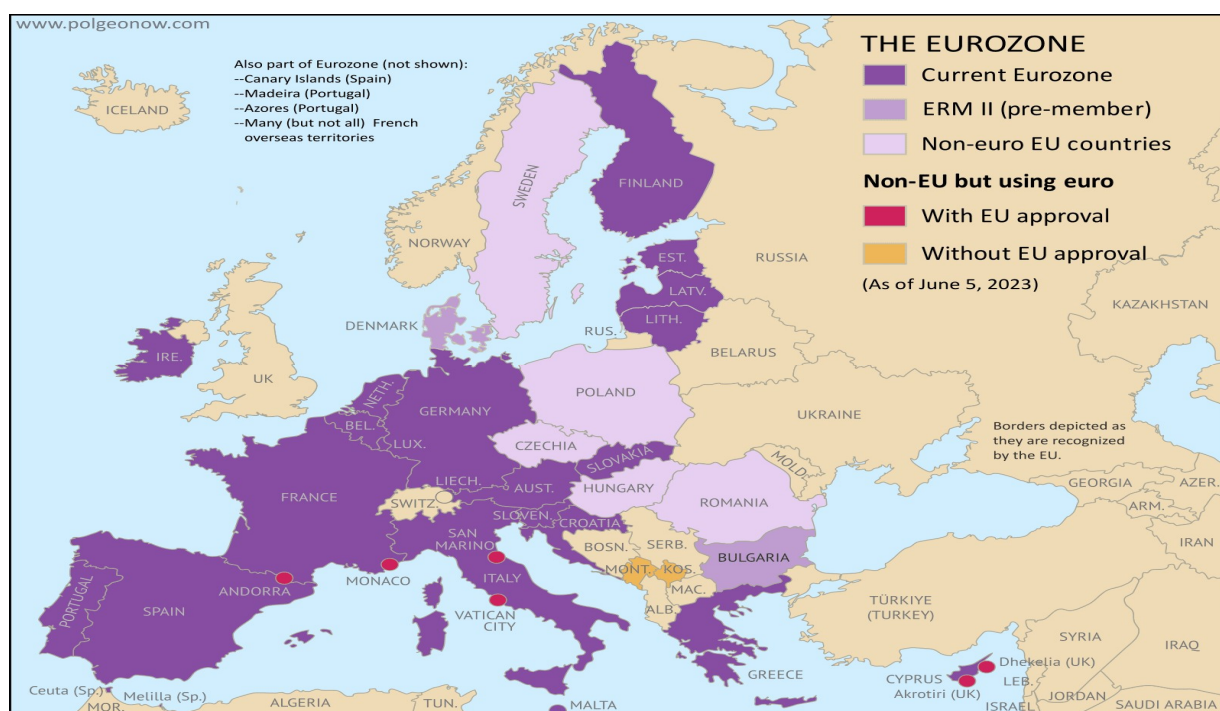 www.polgeonow.com
Also part of Eurozone (not shown):
--Canary Islands (Spain)
--Madeira (Portugal)
--Azores (Portugal)
--Many (but not all) French
overseas territories
THE EUROZONE
Current Eurozone
ERM II (pre-member)
Non-euro EU countries
Non-EU but using euro
With EU approval
Without EU approval
(As of June 5, 2023)
ICELAND
FINLAND
SWEDEN
NORWAY
RUSSIA
EST.
LATV.
LITH.
KAZAKHSTAN
DENMARK
RUS.
BELARUS
IRE.
UK
NETH.
POLAND
GERMANY
BEL.
UKRAINE
LUX.
CZECHIA
Borders depicted as
they are recognized
by the EU.
SLOVAKIA
MOLD.
LIECH.
AUST.
HUNGARY
FRANCE
SWITZ.
ROMANIA
GEORGIA
AZER.
SLOVEN.
CROATIA
ARM.
SAN
MARINO
BOSN.
SERB.
BULGARIA
IRAN
MONACO
ITALY
MONT.
KOS.
ANDORRA
MAC.
PORTUGAL
SPAIN
VATICAN
CITY
ALB.
TÜRKIYE
(TURKEY)
SYRIA
IRAQ
GREECE
CYPRUS
Dhekelia (UK)
LEB.
Akrotiri (UK)
Ceuta (Sp.)
Melilla (Sp.)
MOR.
ALGERIA
TUN.
MALTA
ISRAEL
JORDAN
SAUDI ARABIA